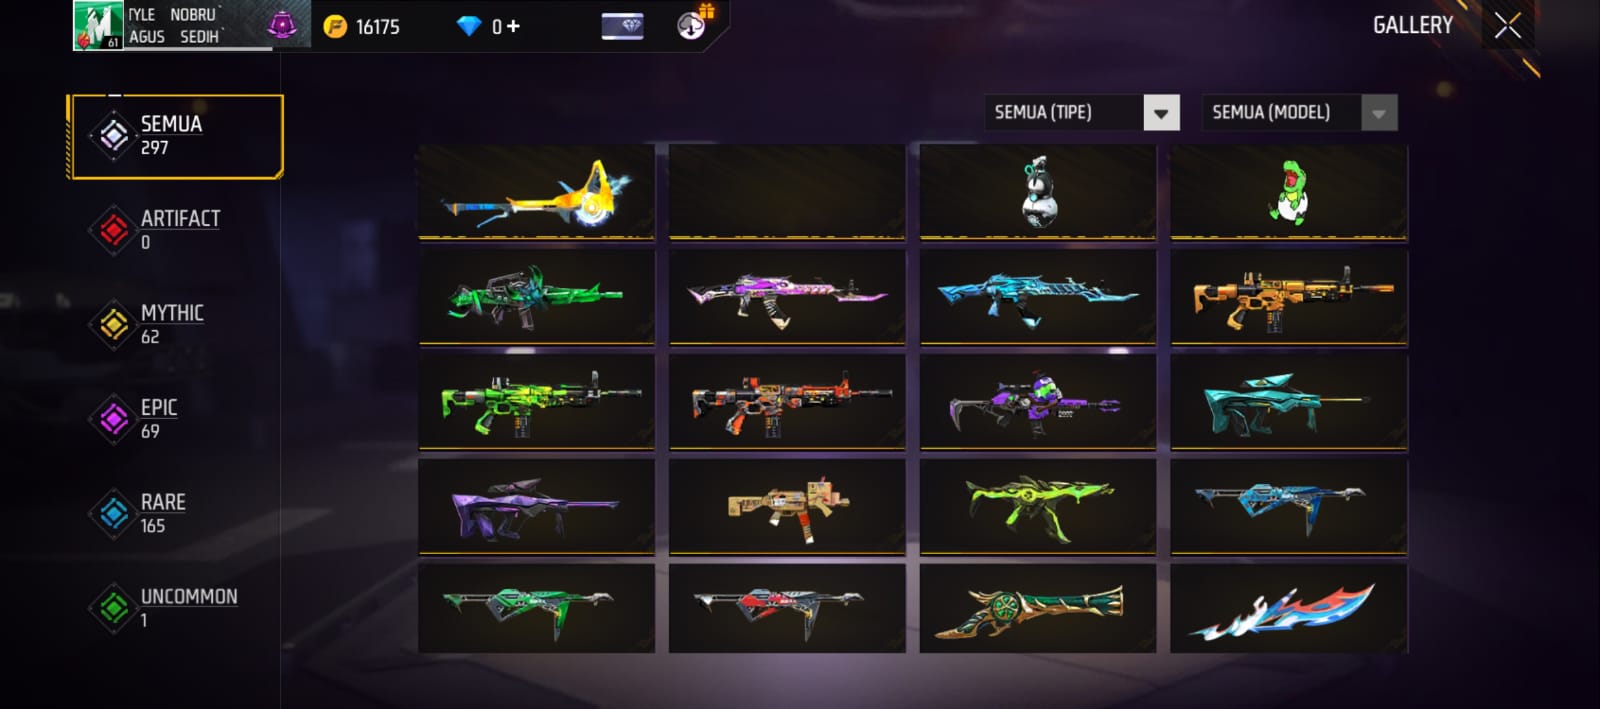 TYLE NOBRU`
AGUS SEDIH`
61
16175
0 +
GALLERY
SEMUA (TIPE)
SEMUA (MODEL)
SEMUA
297
ARTIFACT
0
MYTHIC
62
EPIC
69
RARE
165
UNCOMMON
1